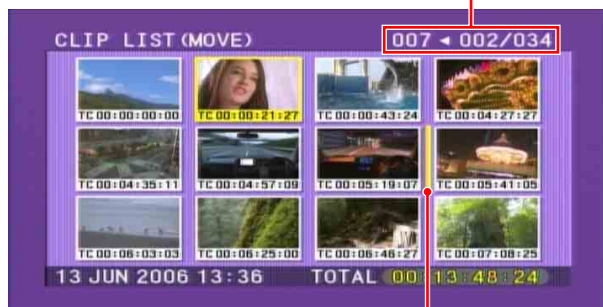 CLIP LIST(MOVE) 007 ◄ 002/034
TC 00:00:00:00 TC 00:00:21:27 TC 00:00:43:24 TC 00:04:27:27
TC 00:04:35:11 TC 00:04:57:09 TC 00:05:19:07 TC 00:05:41:05
TC 00:06:03:03 TC 00:06:25:00 TC 00:06:46:27 TC 00:07:08:25
13 JUN 2006 13:36 TOTAL 00:13:48:24